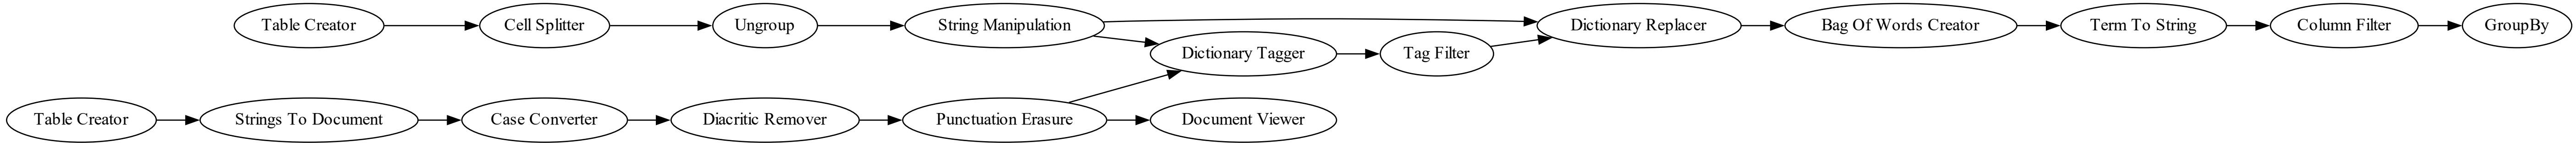 Table Creator
Cell Splitter
Ungroup
String Manipulation
Dictionary Replacer
Bag Of Words Creator
Term To String
Column Filter
GroupBy
Dictionary Tagger
Tag Filter
Table Creator
Strings To Document
Case Converter
Diacritic Remover
Punctuation Erasure
Document Viewer